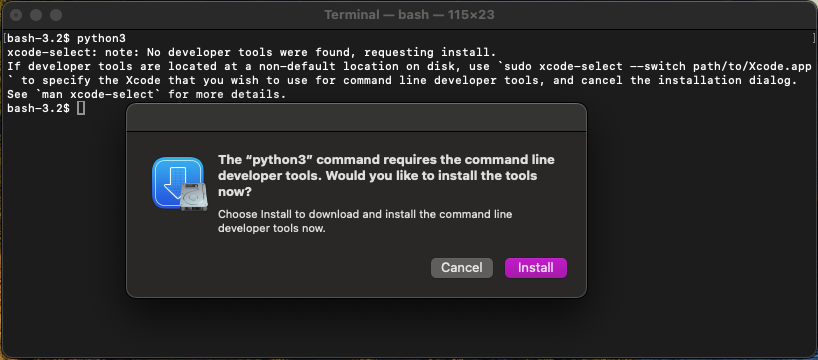 Terminal — bash — 115×23
[bash-3.2$ python3 ]
xcode-select: note: No developer tools were found, requesting install.
If developer tools are located at a non-default location on disk, use `sudo xcode-select --switch path/to/Xcode.app
` to specify the Xcode that you wish to use for command line developer tools, and cancel the installation dialog.
See `man xcode-select` for more details.
bash-3.2$
The “python3” command requires the command line
developer tools. Would you like to install the tools
now?
Choose Install to download and install the command line
developer tools now.
Cancel
Install